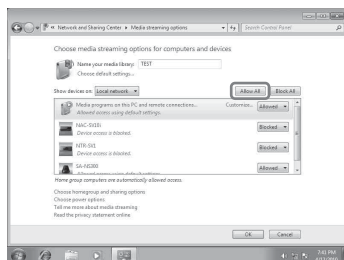 « Network and Sharing Center ▸ Media streaming options
Search Control Panel
Choose media streaming options for computers and devices
Name your media library: TEST
Choose default settings...
Show devices on: Local network
Allow All
Block All
Media programs on this PC and remote connections...
Customize...
Allowed
Allowed access using default settings.
NAC-SV10i
Blocked
Device access is blocked.
NTR-SX1
Blocked
Device access is blocked.
SA-NS300
Allowed
Home group computers are automatically allowed access.
Choose homegroup and sharing options
Choose power options
Tell me more about media streaming
Read the privacy statement online
OK
Cancel